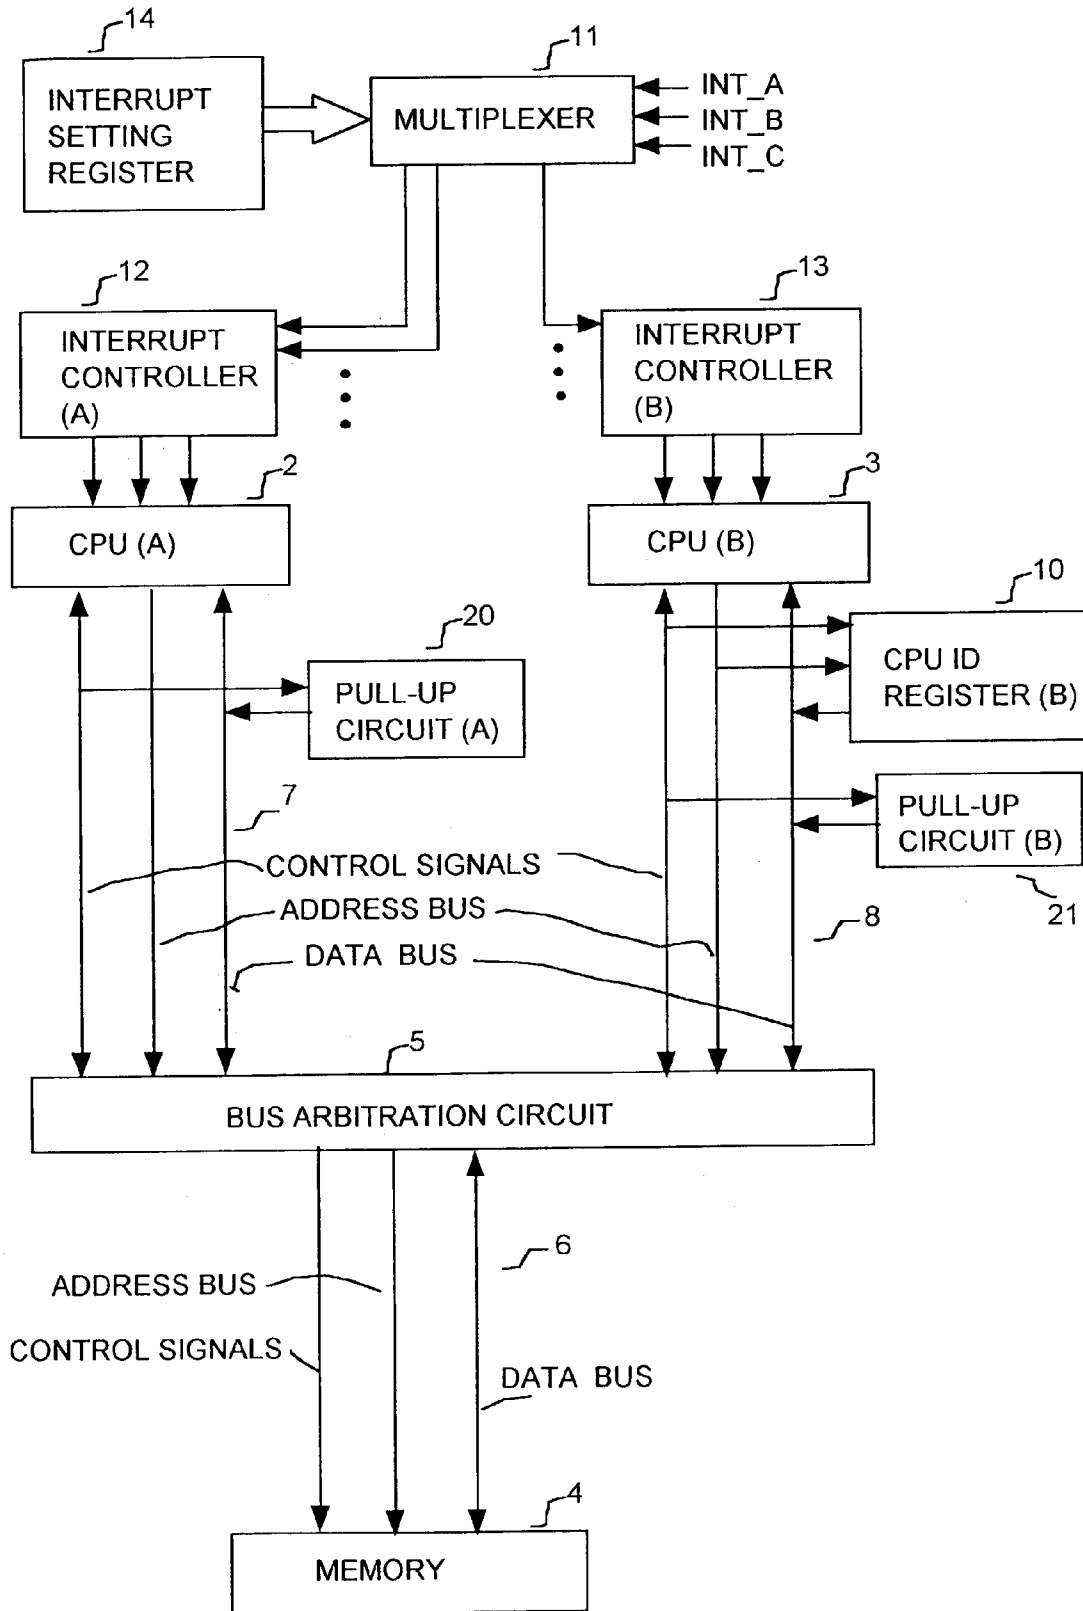 14
INTERRUPT
SETTING
REGISTER
11
MULTIPLEXER
INT_A
INT_B
INT_C
12
INTERRUPT
CONTROLLER
(A)
13
INTERRUPT
CONTROLLER
(B)
2
CPU (A)
3
CPU (B)
10
CPU ID
REGISTER (B)
20
PULL-UP
CIRCUIT (A)
PULL-UP
CIRCUIT (B)
21
7
CONTROL SIGNALS
ADDRESS BUS
DATA BUS
8
5
BUS ARBITRATION CIRCUIT
6
ADDRESS BUS
CONTROL SIGNALS
DATA BUS
4
MEMORY